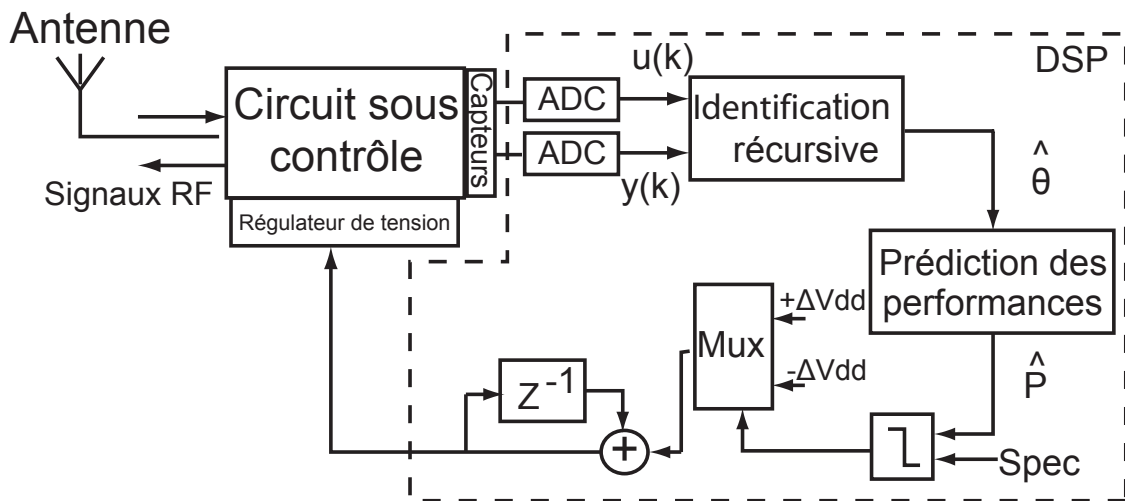 Antenne
Signaux RF
Circuit sous
contrôle
Capteurs
Régulateur de tension
ADC
ADC
u(k)
y(k)
DSP
Identification
récursive
^
θ
Prédiction des
performances
^
P
Mux
+ΔVdd
-ΔVdd
Spec
Z⁻¹
+